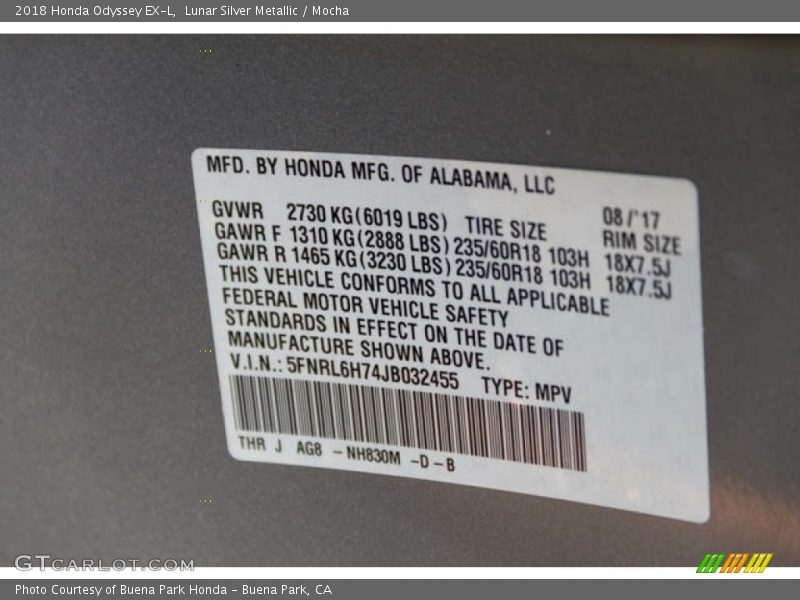 2018 Honda Odyssey EX-L, Lunar Silver Metallic / Mocha
MFD. BY HONDA MFG. OF ALABAMA, LLC
08/'17
GVWR 2730 KG(6019 LBS) TIRE SIZE RIM SIZE
GAWR F 1310 KG(2888 LBS) 235/60R18 103H 18X7.5J
GAWR R 1465 KG(3230 LBS) 235/60R18 103H 18X7.5J
THIS VEHICLE CONFORMS TO ALL APPLICABLE
FEDERAL MOTOR VEHICLE SAFETY
STANDARDS IN EFFECT ON THE DATE OF
MANUFACTURE SHOWN ABOVE.
V.I.N.: 5FNRL6H74JB032455 TYPE: MPV
THR J AG8 - NH830M - D - B
GTCARLOT.COM
Photo Courtesy of Buena Park Honda - Buena Park, CA